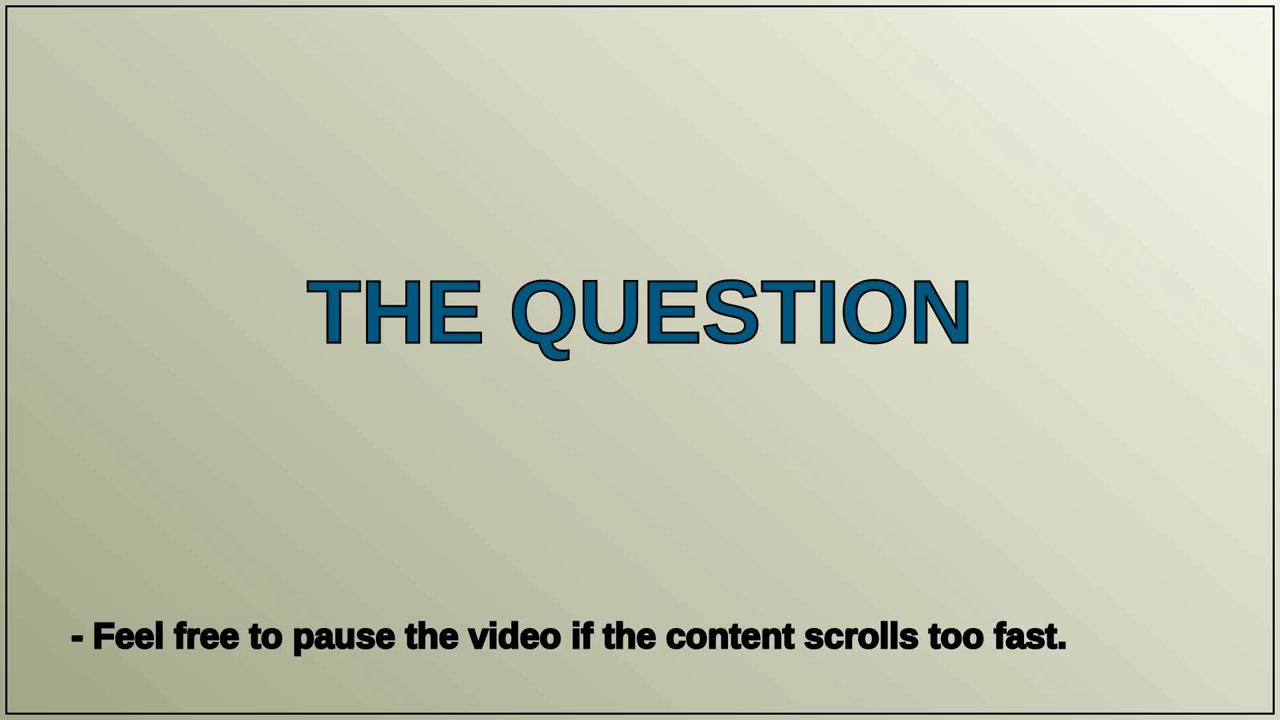 THE QUESTION
- Feel free to pause the video if the content scrolls too fast.